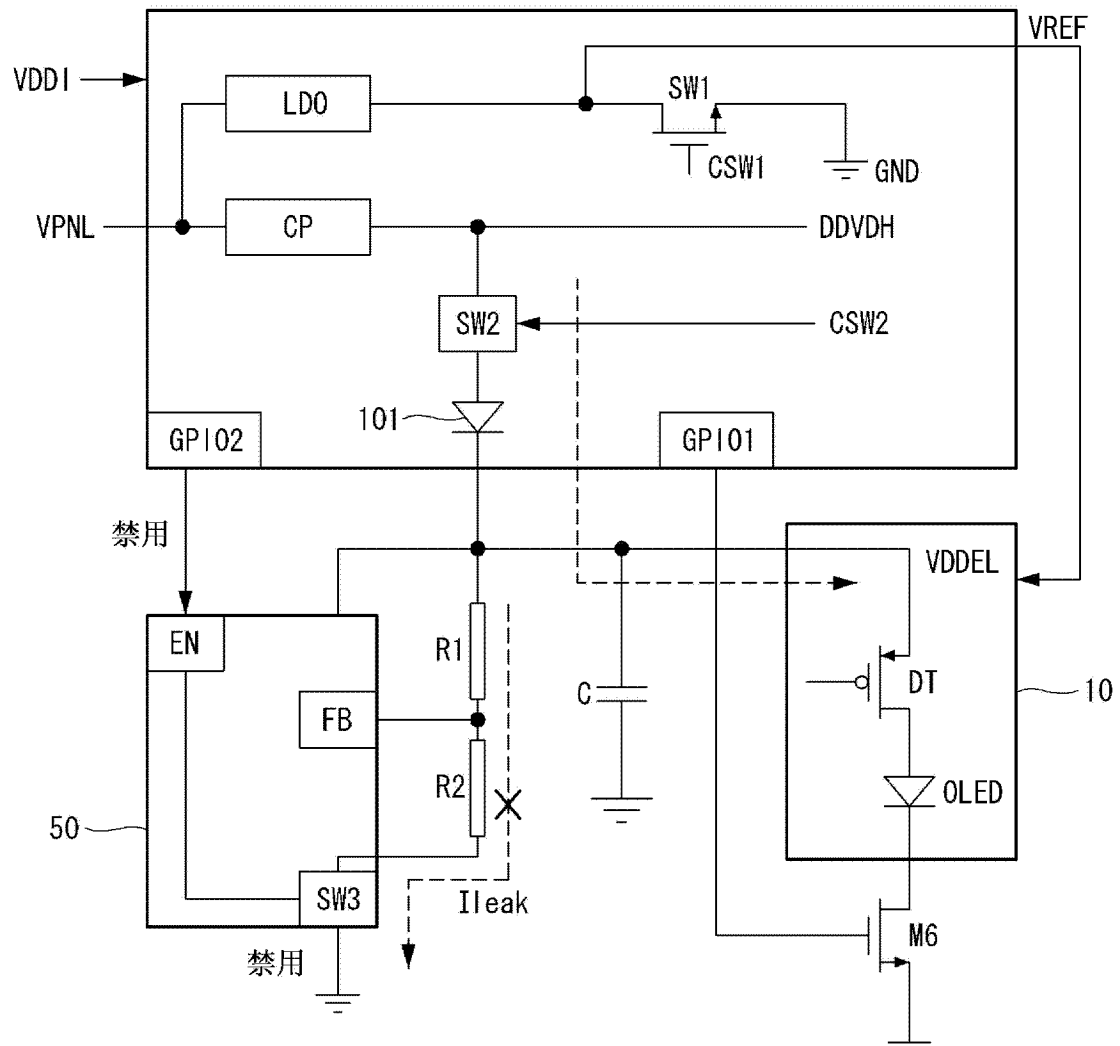 VREF
VDDI
LDO
SW1
CSW1
GND
VPNL
CP
DDVDH
SW2
CSW2
101
GPIO2
GPIO1
禁用
VDDEL
EN
R1
FB
C
DT
10
R2
OLED
50
SW3
Ileak
M6
禁用